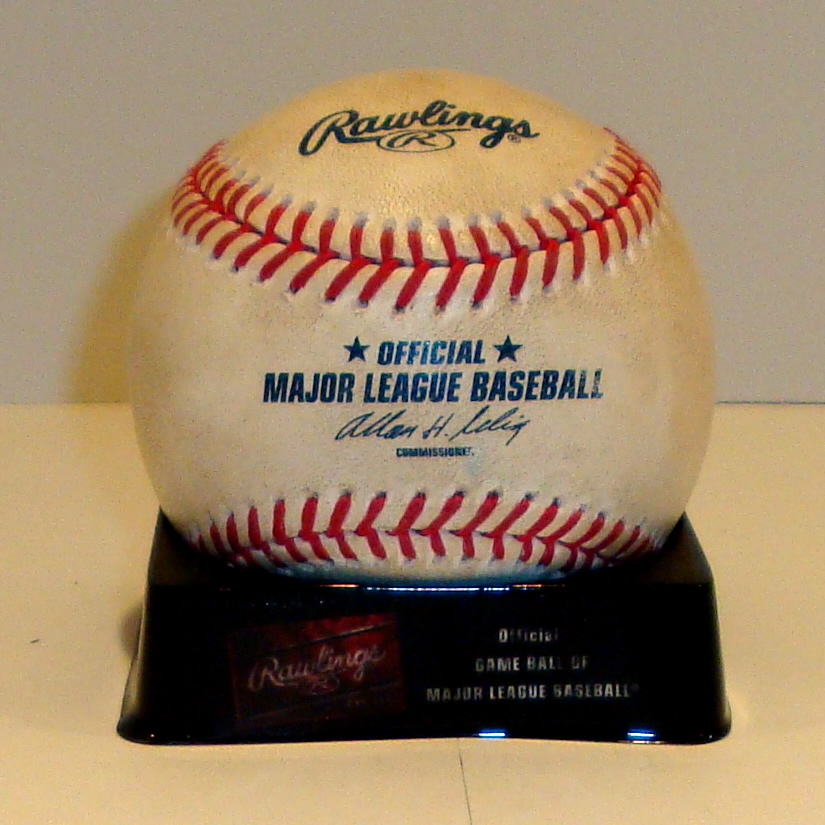 Rawlings®
R
★ OFFICIAL ★
MAJOR LEAGUE BASEBALL
Allan H. Selig
COMMISSIONER
Rawlings
Official
GAME BALL OF
MAJOR LEAGUE BASEBALL®